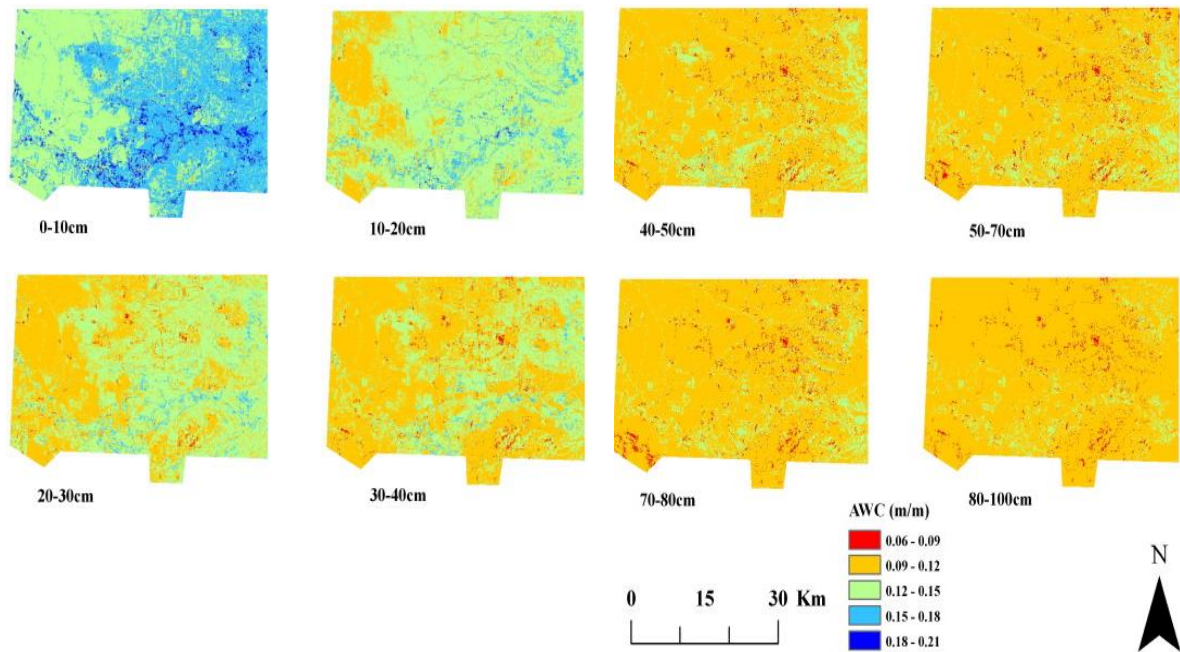 0-10cm
10-20cm
40-50cm
50-70cm
20-30cm
30-40cm
70-80cm
80-100cm
AWC (m/m)
0.06 - 0.09
0.09 - 0.12
0.12 - 0.15
0.15 - 0.18
0.18 - 0.21
0 15 30 Km
N